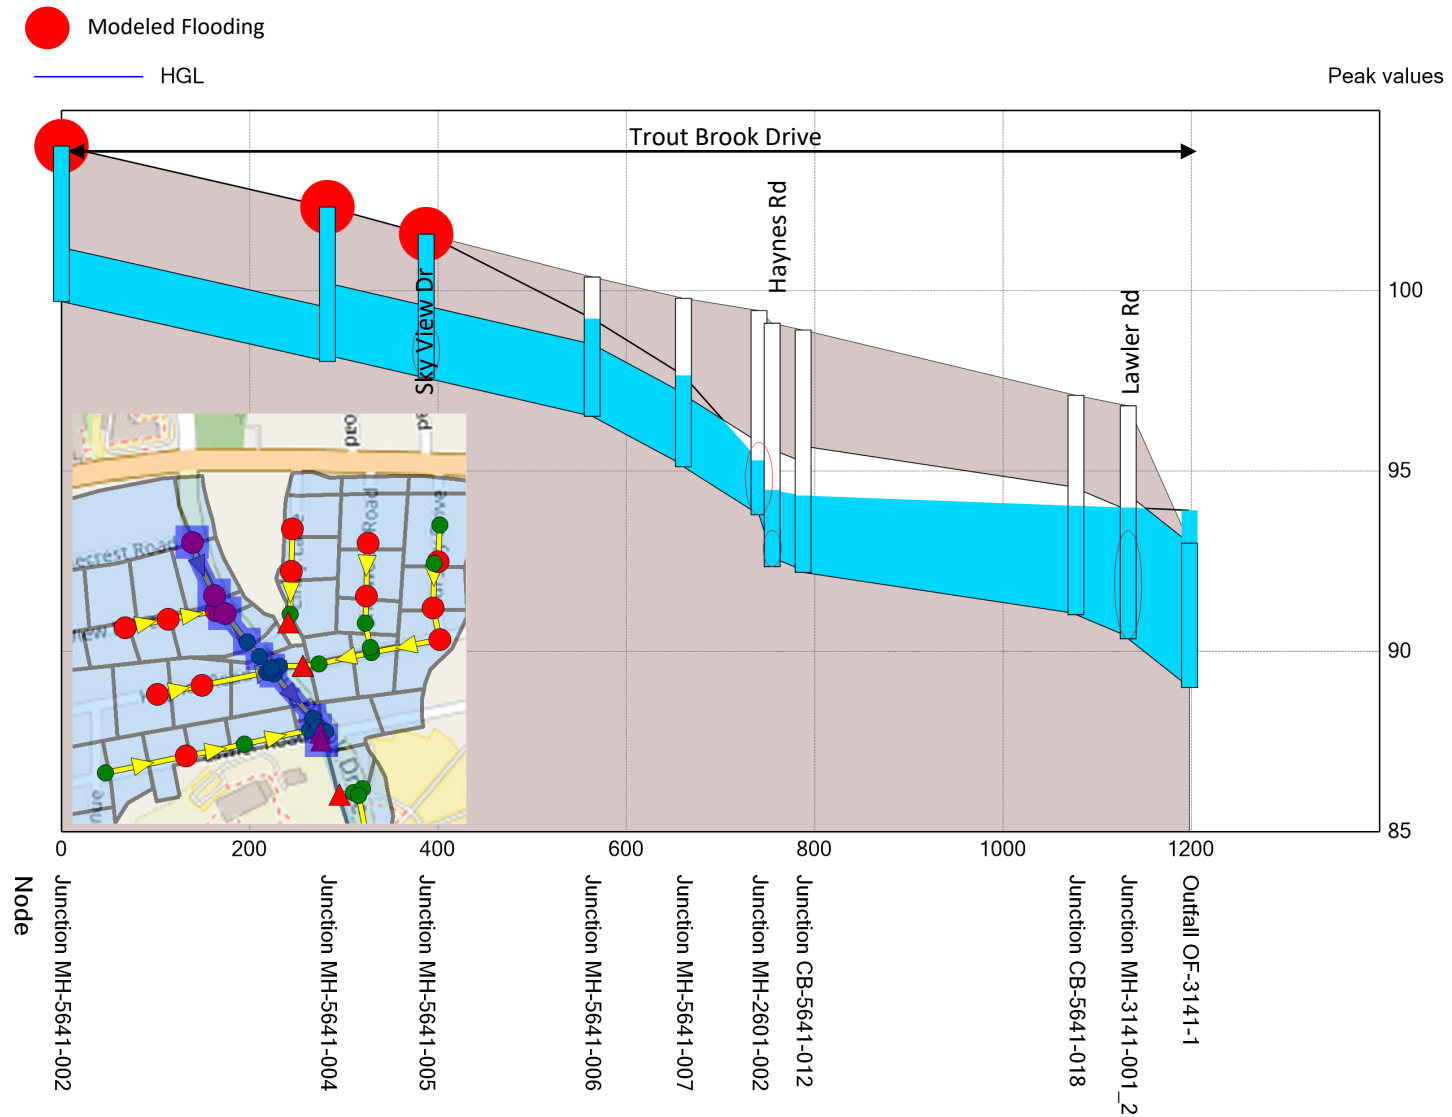 Modeled Flooding
HGL
Peak values
Trout Brook Drive
Haynes Rd
Sky View Dr
Lawler Rd
100
95
90
85
0
200
400
600
800
1000
1200
Node
Junction MH-5641-002
Junction MH-5641-004
Junction MH-5641-005
Junction MH-5641-006
Junction MH-5641-007
Junction MH-2601-002
Junction CB-5641-012
Junction CB-5641-018
Junction MH-3141-001_2
Outfall OF-3141-1
ecrest Road
Road